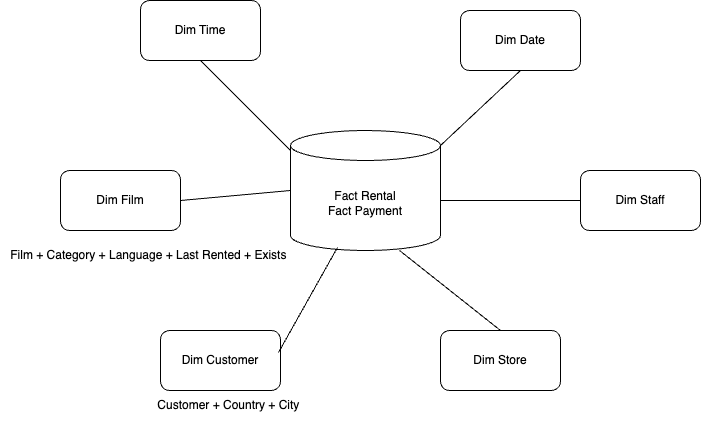 Dim Time
Dim Date
Dim Film
Fact Rental
Fact Payment
Dim Staff
Film + Category + Language + Last Rented + Exists
Dim Customer
Dim Store
Customer + Country + City